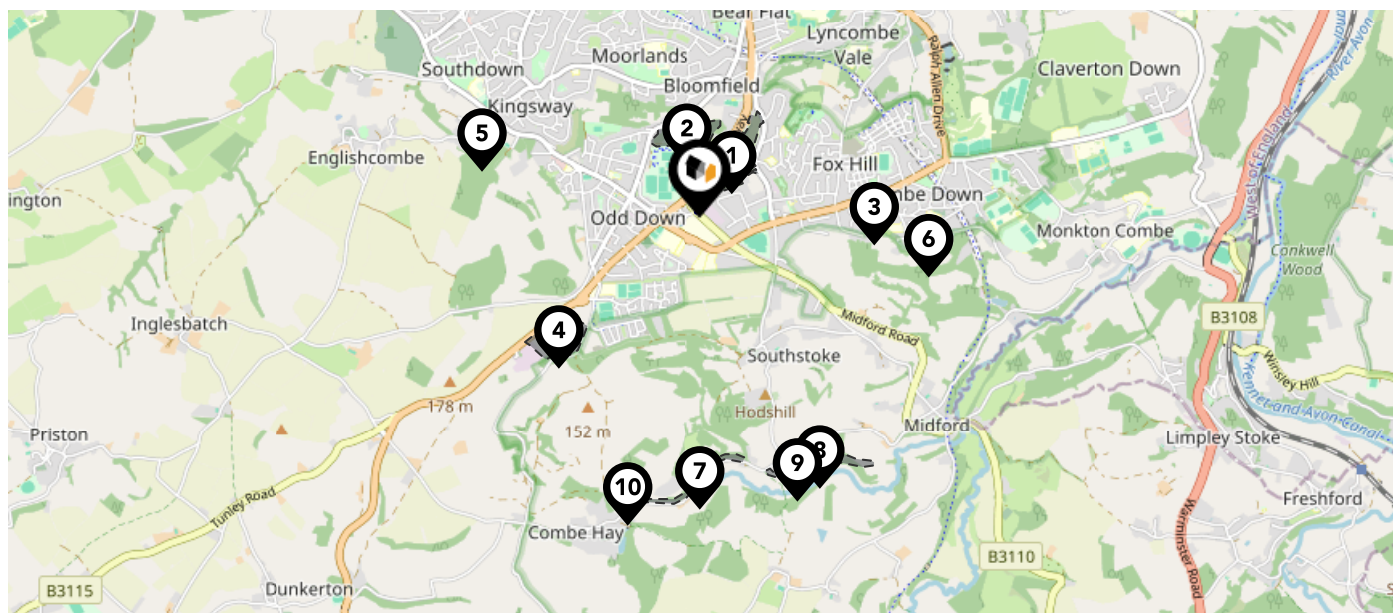 Bear Flat
Lyncombe
Vale
Moorlands
Southdown
Bloomfield
Claverton Down
Kingsway
Ralph Allen Drive
River Avon
West of England
2
5
1
Englishcombe
Fox Hill
ington
3
mbe Down
Odd Down
6
Monkton Combe
Conkwell
Wood
B3108
Inglesbatch
4
Midford Road
Southstoke
Winsley Hill
178 m
Hodshill
152 m
Kennet and Avon Canal
Priston
Midford
Limpley Stoke
8
9
7
10
Tunley Road
Freshford
Combe Hay
Warminster Road
B3110
B3115
Dunkerton